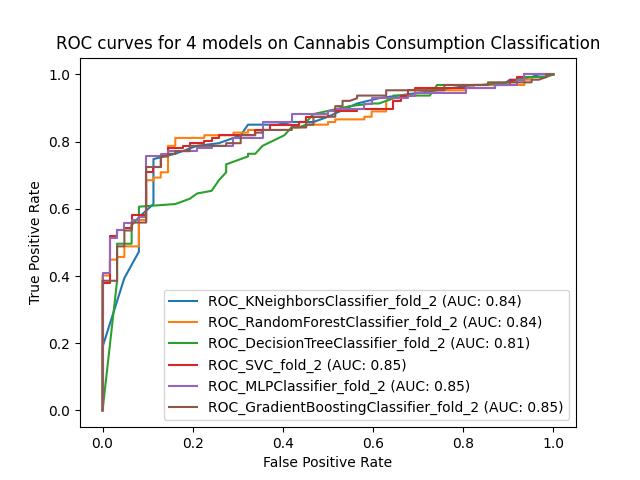 ROC curves for 4 models on Cannabis Consumption Classification
True Positive Rate
1.0
0.8
0.6
0.4
0.2
0.0
ROC_KNeighborsClassifier_fold_2 (AUC: 0.84)
ROC_RandomForestClassifier_fold_2 (AUC: 0.84)
ROC_DecisionTreeClassifier_fold_2 (AUC: 0.81)
ROC_SVC_fold_2 (AUC: 0.85)
ROC_MLPClassifier_fold_2 (AUC: 0.85)
ROC_GradientBoostingClassifier_fold_2 (AUC: 0.85)
0.0 0.2 0.4 0.6 0.8 1.0
False Positive Rate